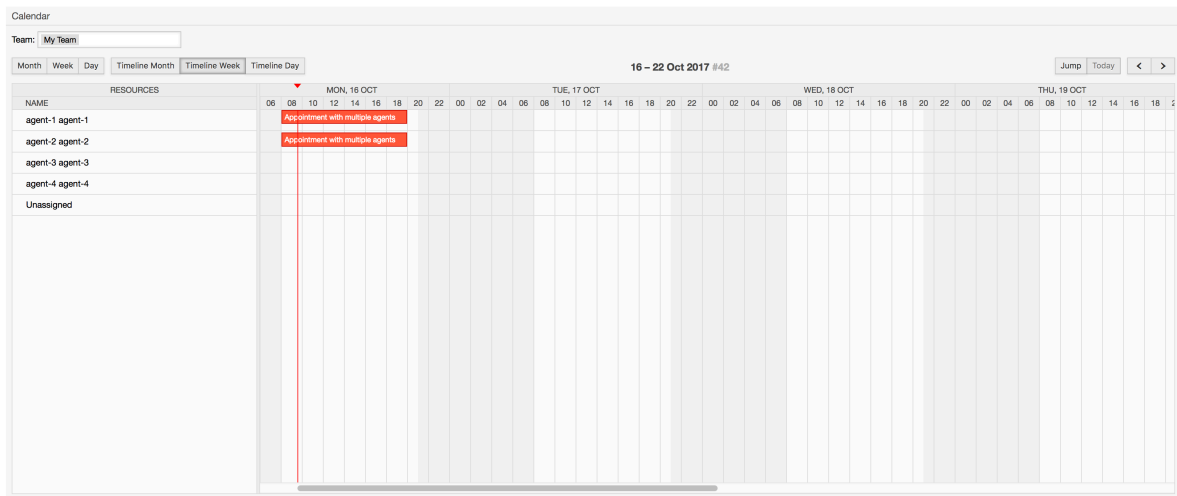 Calendar
Team: My Team
Month Week Day Timeline Month Timeline Week Timeline Day 16 – 22 Oct 2017 #42 Jump Today < >
RESOURCES MON, 16 OCT TUE, 17 OCT WED, 18 OCT THU, 19 OCT
NAME 06 08 10 12 14 16 18 20 22 00 02 04 06 08 10 12 14 16 18 20 22 00 02 04 06 08 10 12 14 16 18 20 22 00 02 04 06 08 10 12 14 16 18 2
agent-1 agent-1 Appointment with multiple agents
agent-2 agent-2 Appointment with multiple agents
agent-3 agent-3
agent-4 agent-4
Unassigned